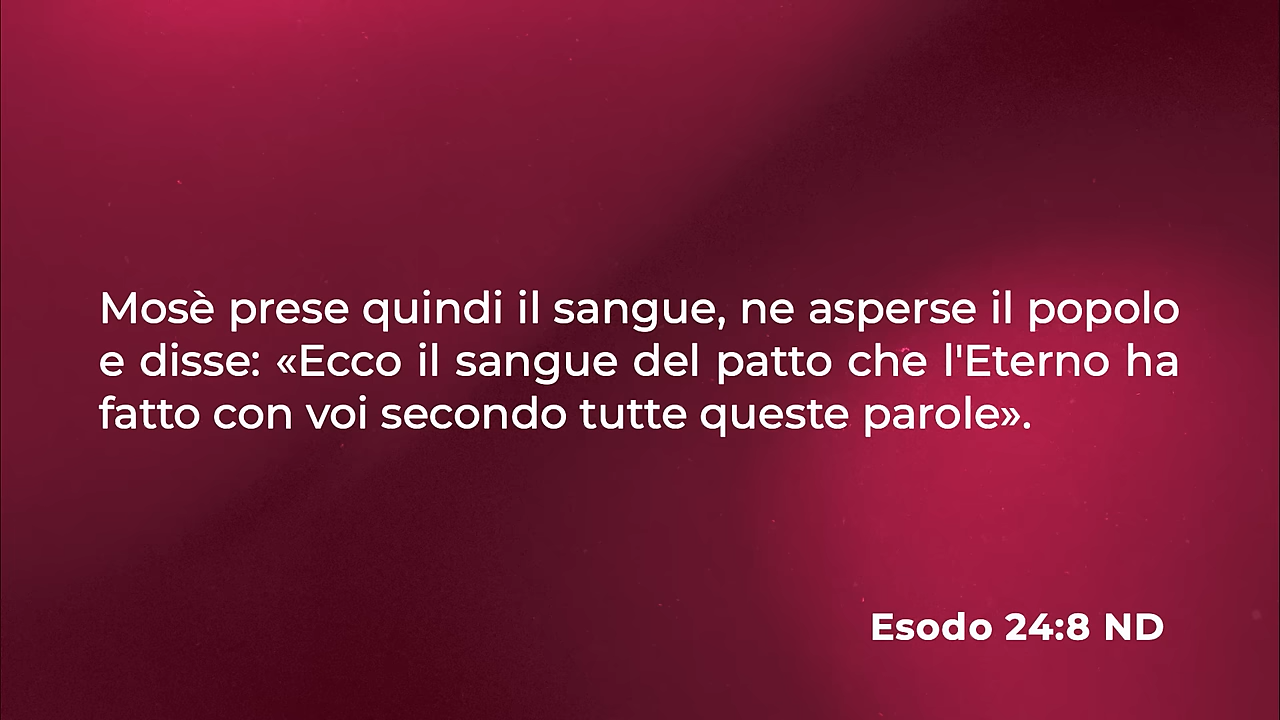 Mosè prese quindi il sangue, ne asperse il popolo
e disse: «Ecco il sangue del patto che l'Eterno ha
fatto con voi secondo tutte queste parole».
Esodo 24:8 ND